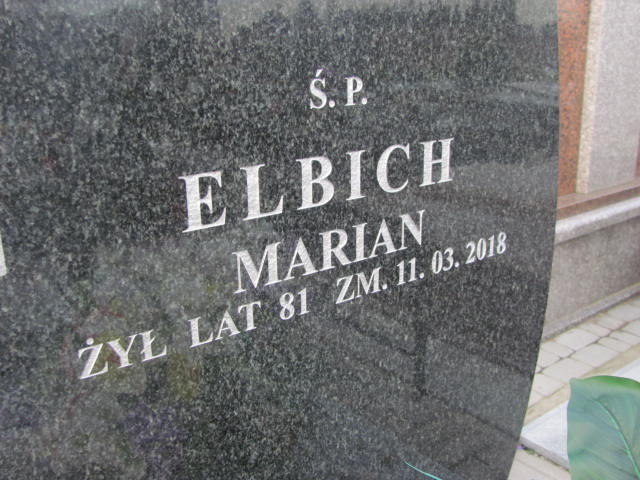 Ś. P.
ELBICH
MARIAN
ŻYŁ LAT 81 ZM. 11. 03. 2018